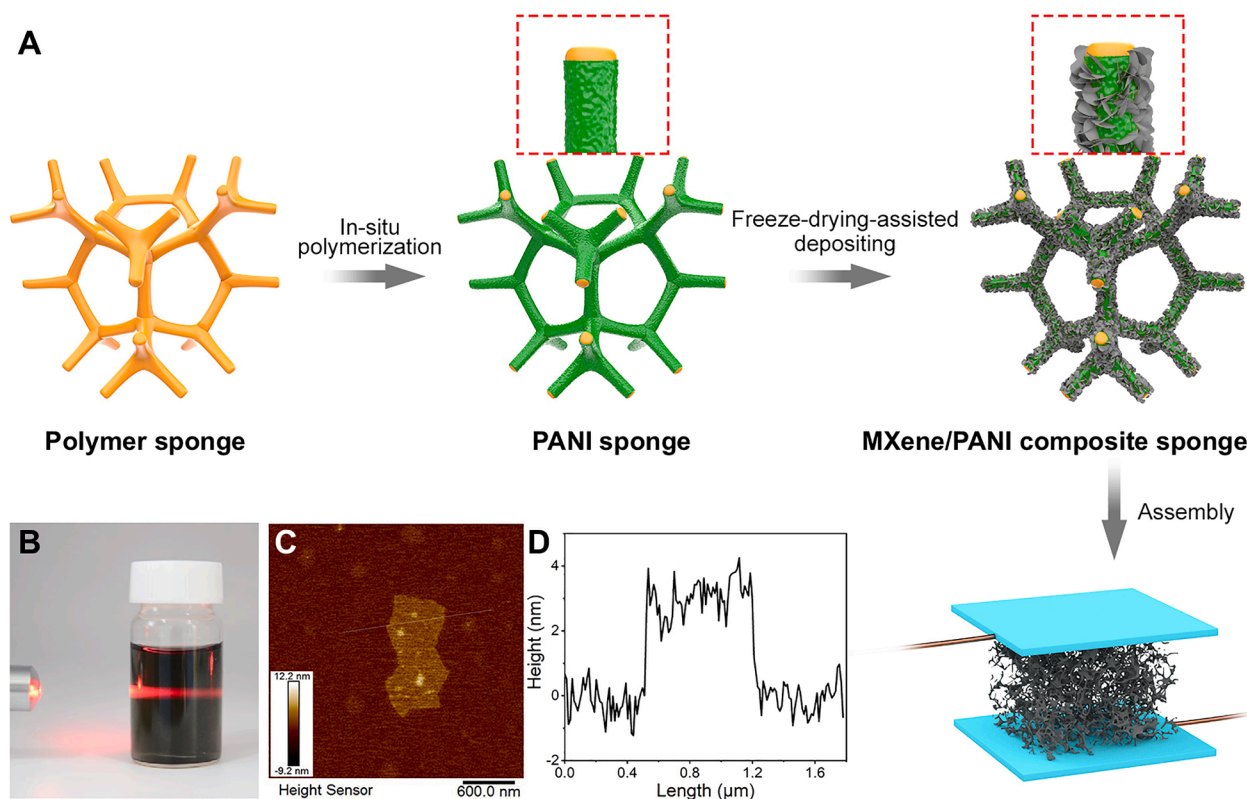 A
In-situ
polymerization
Freeze-drying-assisted
depositing
Polymer sponge
PANI sponge
MXene/PANI composite sponge
Assembly
B
C
12.2 nm
-9.2 nm
Height Sensor
600.0 nm
D
Height (nm)
4
2
0
-2
0.0 0.4 0.8 1.2 1.6
Length (µm)